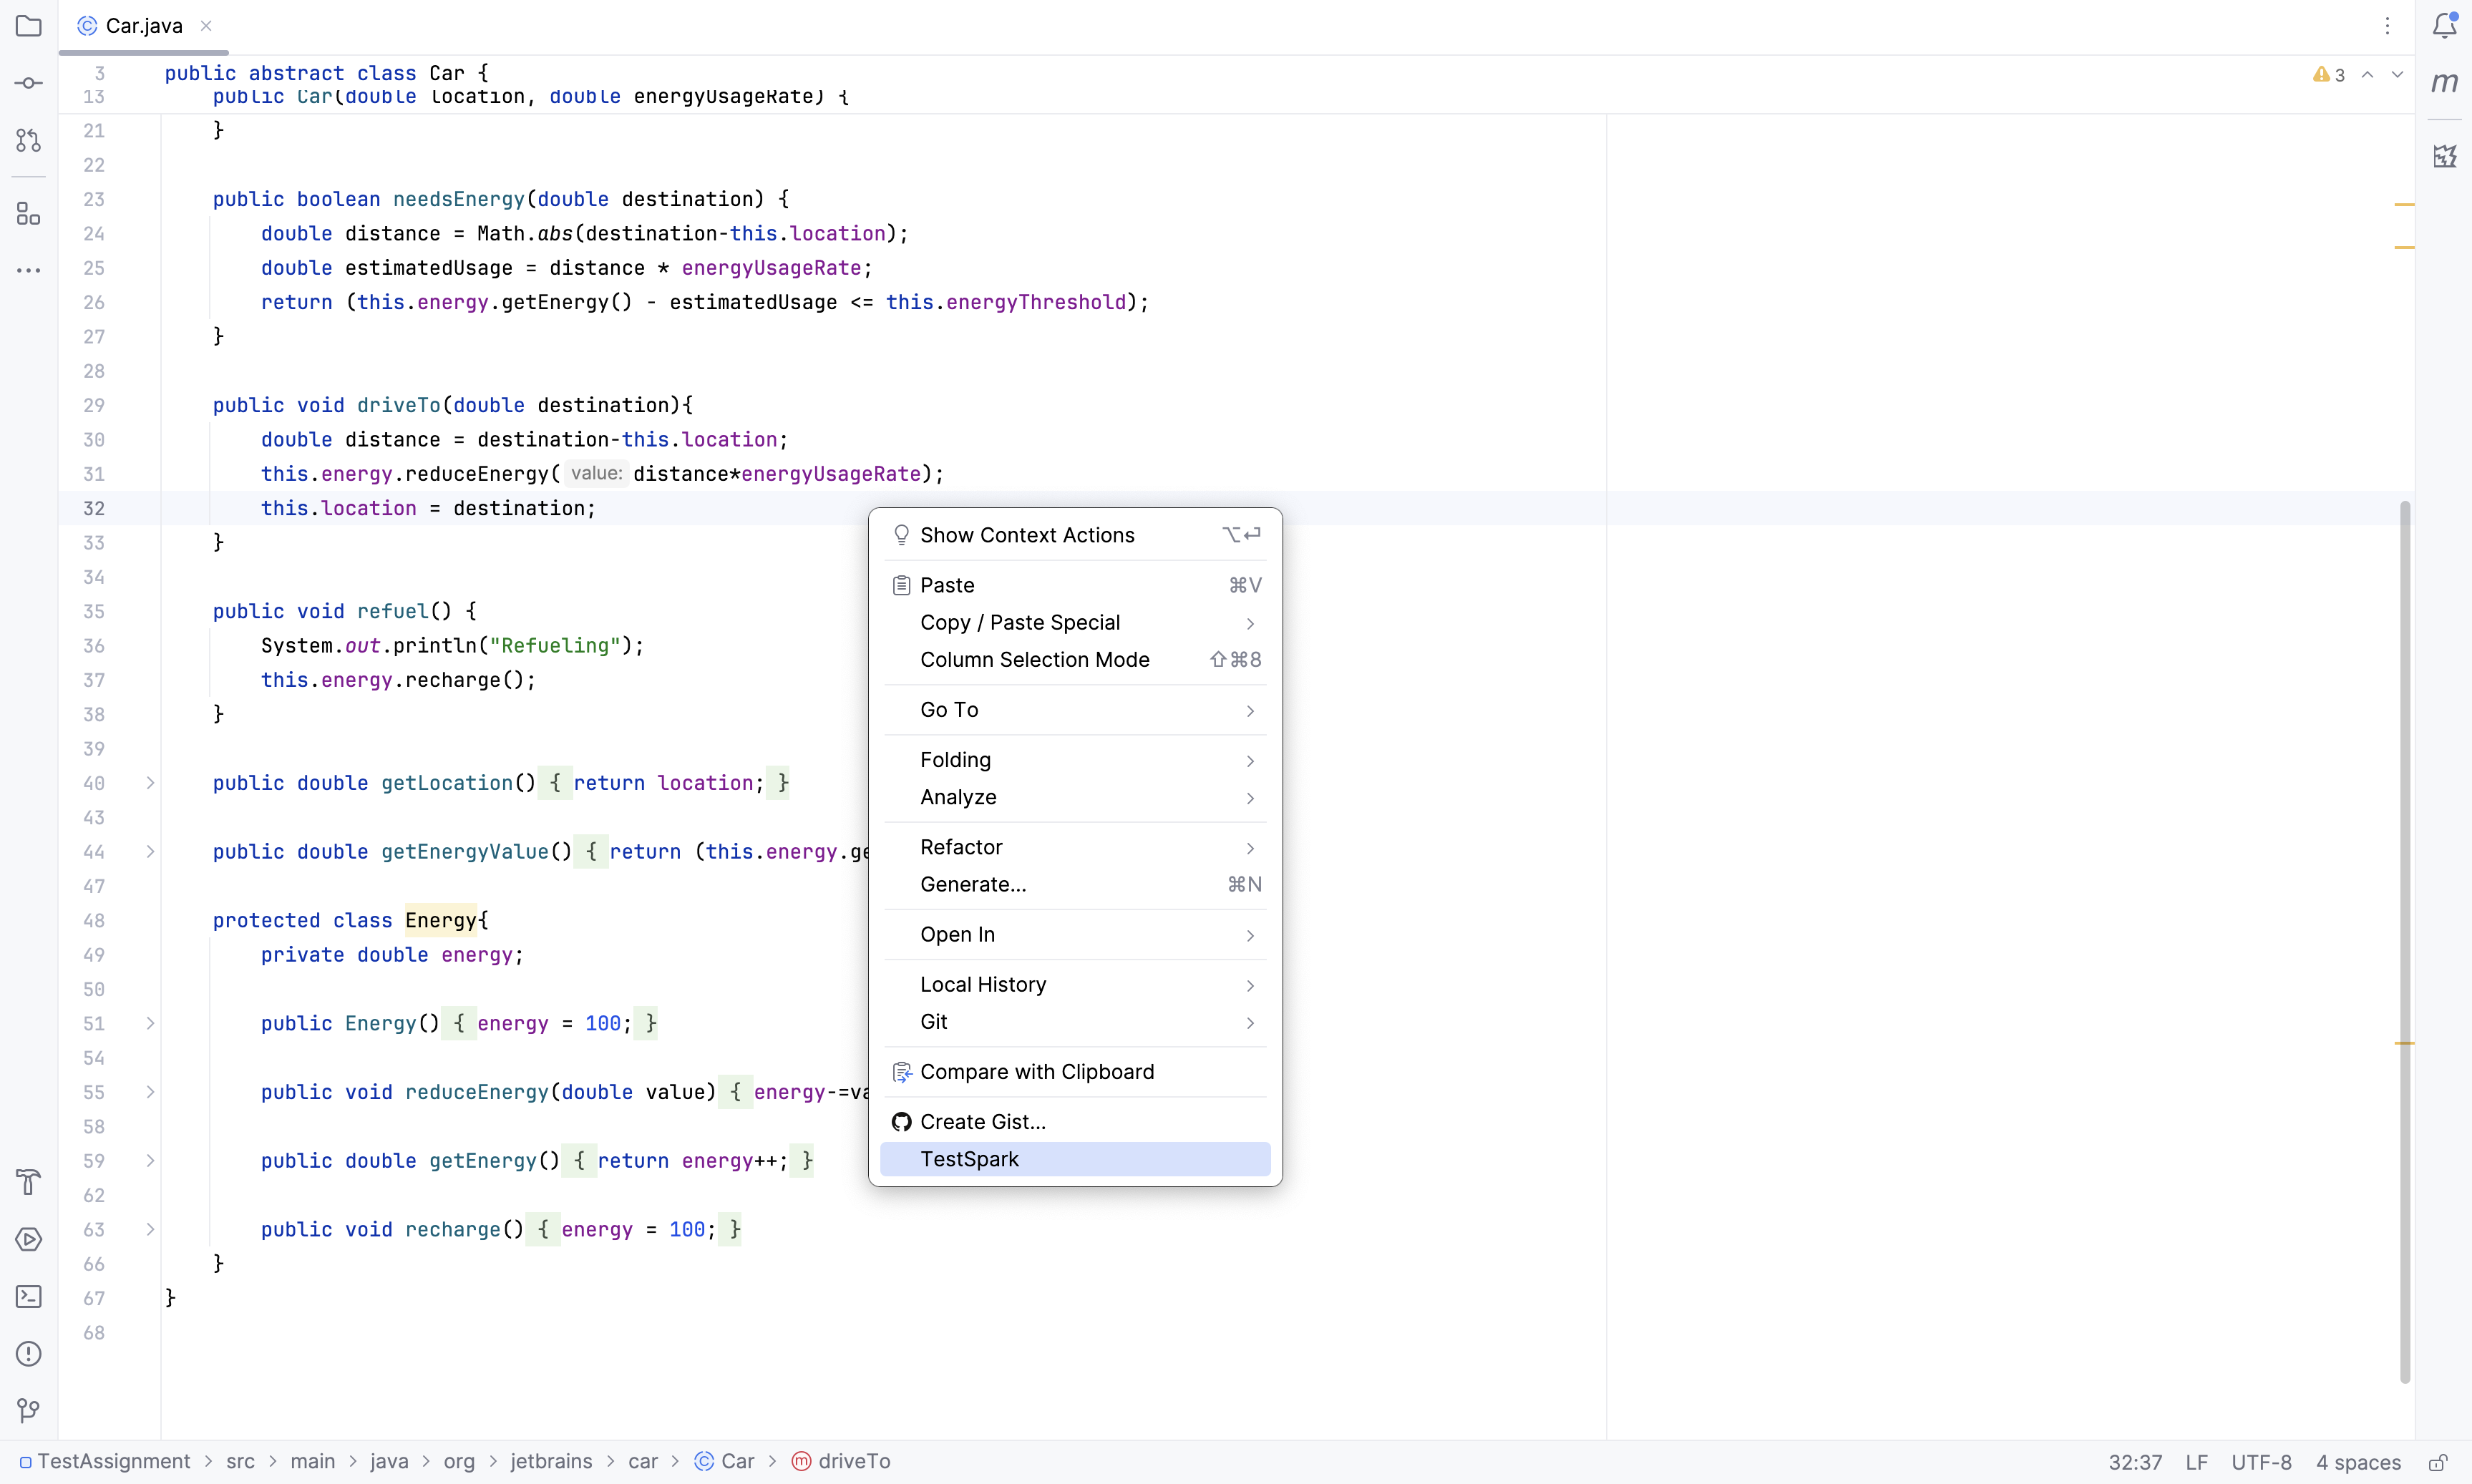 Car.java
3 public abstract class Car {
13 public Car(double location, double energyUsageRate) {
3
m
21 }
22
23 public boolean needsEnergy(double destination) {
24 double distance = Math.abs(destination-this.location);
25 double estimatedUsage = distance * energyUsageRate;
26 return (this.energy.getEnergy() - estimatedUsage <= this.energyThreshold);
27 }
28
29 public void driveTo(double destination){
30 double distance = destination-this.location;
31 this.energy.reduceEnergy( value: distance*energyUsageRate);
32 this.location = destination;
33 }
34
35 public void refuel() {
36 System.out.println("Refueling");
37 this.energy.recharge();
38 }
39
40 public double getLocation() { return location; }
43
44 public double getEnergyValue() { return (this.energy.ge
47
48 protected class Energy{
49 private double energy;
50
51 public Energy() { energy = 100; }
54
55 public void reduceEnergy(double value) { energy-=va
58
59 public double getEnergy() { return energy++; }
62
63 public void recharge() { energy = 100; }
66 }
67 }
68
Show Context Actions ⌥↩
Paste ⌘V
Copy / Paste Special
Column Selection Mode ⇧⌘8
Go To
Folding
Analyze
Refactor
Generate... ⌘N
Open In
Local History
Git
Compare with Clipboard
Create Gist...
TestSpark
TestAssignment > src > main > java > org > jetbrains > car > Car > driveTo
32:37 LF UTF-8 4 spaces